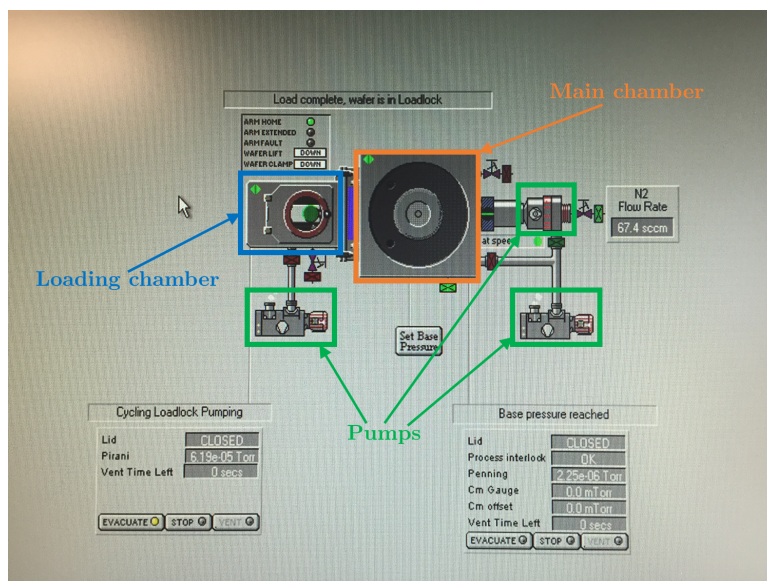 Load complete, wafer is in Loadlock
Main chamber
ARM HOME
ARM EXTENDED
ARM FAULT
WAFER LIFT DOWN
WAFER CLAMP DOWN
N2
Flow Rate
67.4 sccm
at speed
Loading chamber
Set Base
Pressure
Pumps
Cycling Loadlock Pumping
Lid CLOSED
Pirani 6.19e-05 Torr
Vent Time Left 0 secs
EVACUATE STOP VENT
Base pressure reached
Lid CLOSED
Process interlock OK
Penning 2.25e-06 Torr
Cm Gauge 0.0 mTorr
Cm offset 0.0 mTorr
Vent Time Left 0 secs
EVACUATE STOP VENT